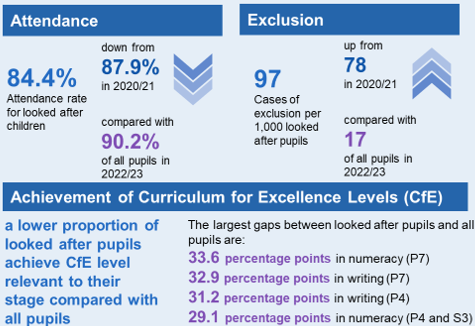 Attendance
84.4%
Attendance rate
for looked after
children
down from
87.9%
in 2020/21
compared with
90.2%
of all pupils in
2022/23
Exclusion
97
Cases of
exclusion per
1,000 looked
after pupils
up from
78
in 2020/21
compared with
17
of all pupils in
2022/23
Achievement of Curriculum for Excellence Levels (CfE)
a lower proportion of
looked after pupils
achieve CfE level
relevant to their
stage compared with
all pupils
The largest gaps between looked after pupils and all
pupils are:
33.6 percentage points in numeracy (P7)
32.9 percentage points in writing (P7)
31.2 percentage points in writing (P4)
29.1 percentage points in numeracy (P4 and S3)